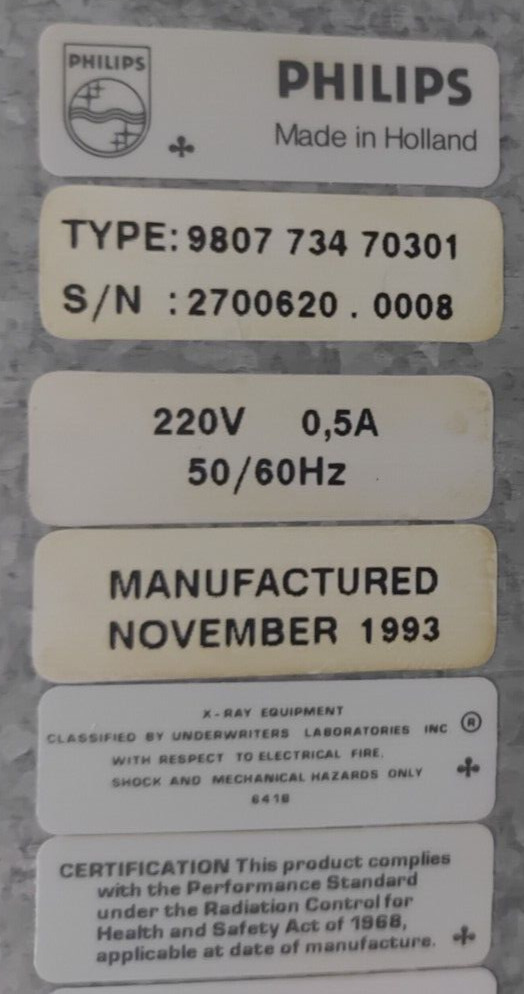 PHILIPS
PHILIPS
Made in Holland
TYPE: 9807 734 70301
S/N : 2700620 . 0008
220V 0,5A
50/60Hz
MANUFACTURED
NOVEMBER 1993
X-RAY EQUIPMENT
CLASSIFIED BY UNDERWRITERS LABORATORIES INC ®
WITH RESPECT TO ELECTRICAL FIRE,
SHOCK AND MECHANICAL HAZARDS ONLY
641B
CERTIFICATION This product complies
with the Performance Standard
under the Radiation Control for
Health and Safety Act of 1968,
applicable at date of manufacture.